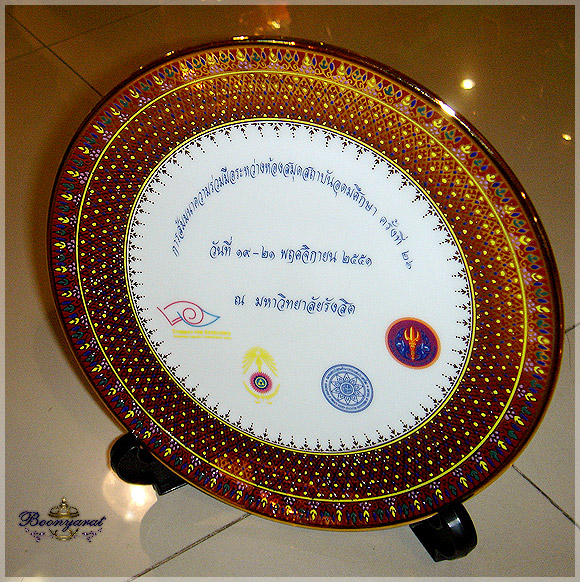 การสัมมนาความร่วมมือระหว่างห้องสมุดสถาบันอุดมศึกษา ครั้งที่ ๒๖
วันที่ ๑๙-๒๑ พฤศจิกายน ๒๕๕๑
ณ มหาวิทยาลัยรังสิต
Boonyarat